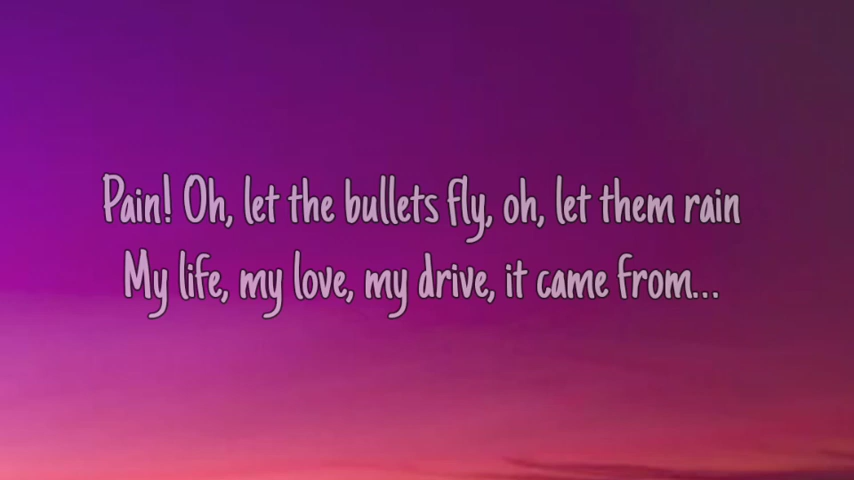 Pain! Oh, let the bullets fly, oh, let them rain
My life, my love, my drive, it came from...